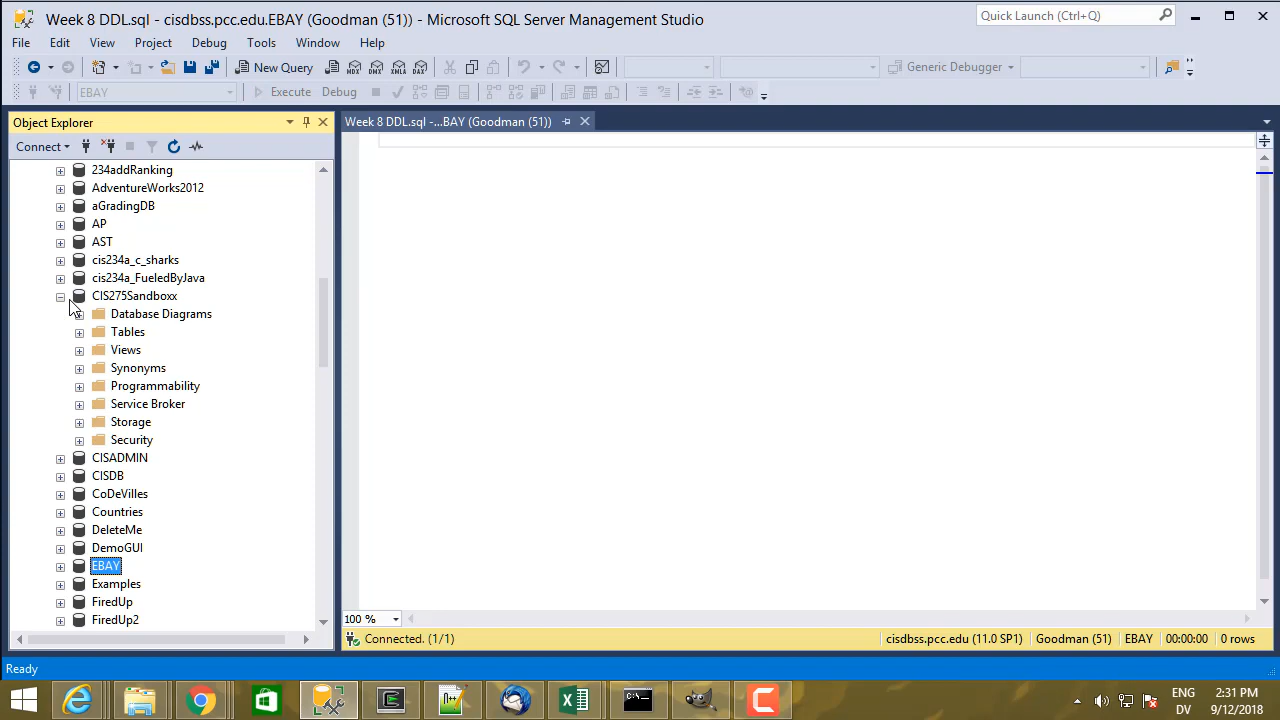 Week 8 DDL.sql - cisdbss.pcc.edu.EBAY (Goodman (51)) - Microsoft SQL Server Management Studio
Quick Launch (Ctrl+Q)
File Edit View Project Debug Tools Window Help
New Query
MDX DMX XMLA DAX
Generic Debugger
EBAY
Execute Debug
Object Explorer
Week 8 DDL.sql -...BAY (Goodman (51))
Connect
234addRanking
AdventureWorks2012
aGradingDB
AP
AST
cis234a_c_sharks
cis234a_FueledByJava
CIS275Sandboxx
Database Diagrams
Tables
Views
Synonyms
Programmability
Service Broker
Storage
Security
CISADMIN
CISDB
CoDeVilles
Countries
DeleteMe
DemoGUI
EBAY
Examples
FiredUp
FiredUp2
100 %
Connected. (1/1)
cisdbss.pcc.edu (11.0 SP1)
Goodman (51)
EBAY
00:00:00
0 rows
Ready
ENG
DV
2:31 PM
9/12/2018